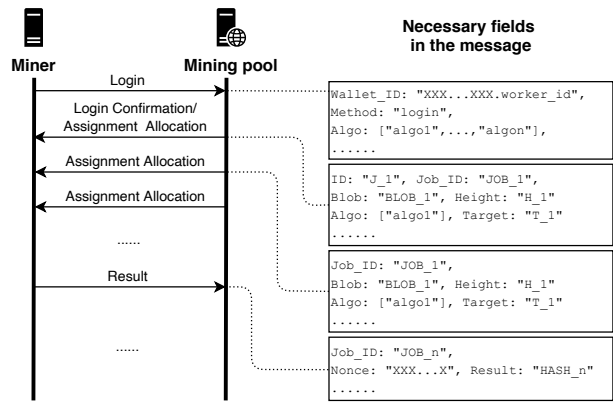 Necessary fields
in the message
Miner
Mining pool
Login
Login Confirmation/
Assignment Allocation
Assignment Allocation
Assignment Allocation
......
Result
......
Wallet_ID: "XXX...XXX.worker_id",
Method: "login",
Algo: ["algo1",...,"algon"],
......
ID: "J_1", Job_ID: "JOB_1",
Blob: "BLOB_1", Height: "H_1"
Algo: ["algo1"], Target: "T_1"
......
Job_ID: "JOB_1",
Blob: "BLOB_1", Height: "H_1"
Algo: ["algo1"], Target: "T_1"
......
Job_ID: "JOB_n",
Nonce: "XXX...X", Result: "HASH_n"
......